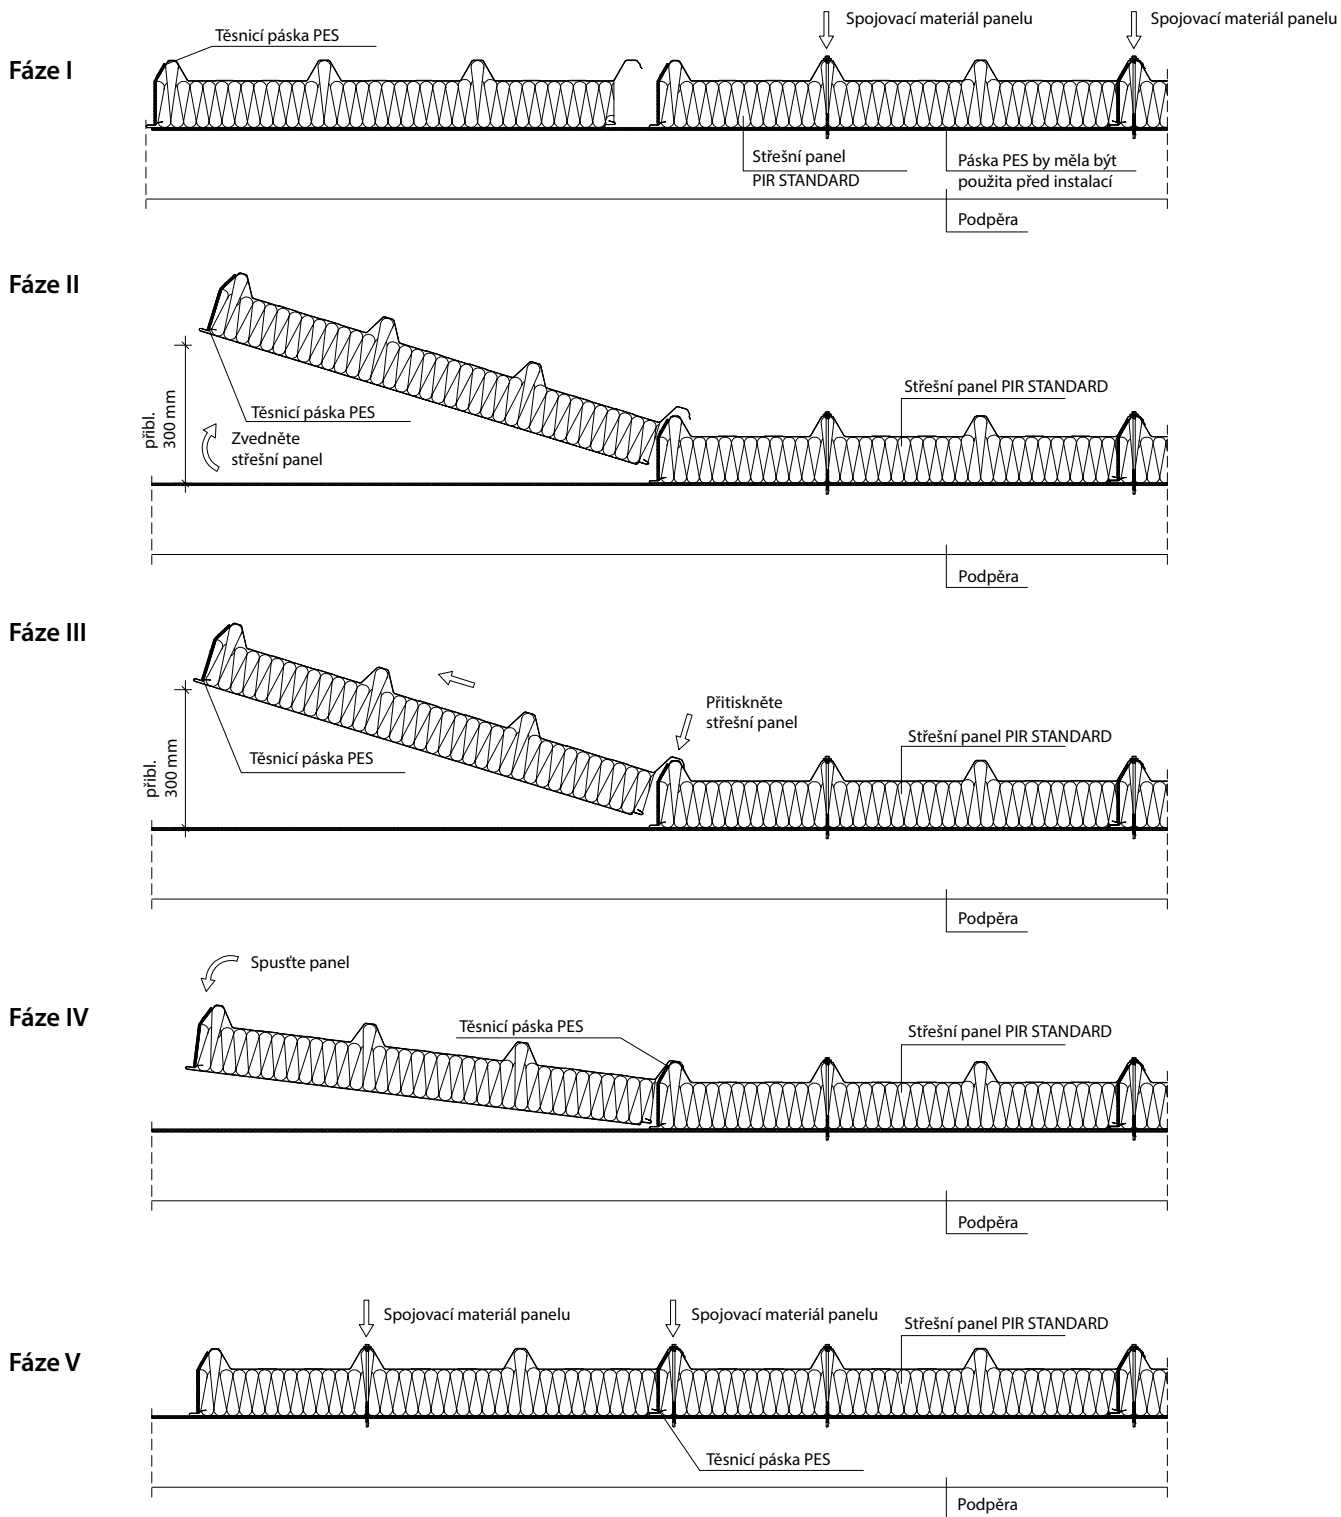 Fáze I
Těsnicí páska PES
Spojovací materiál panelu
Spojovací materiál panelu
Střešní panel
PIR STANDARD
Páska PES by měla být
použita před instalací
Podpěra
Fáze II
přibl.
300 mm
Těsnicí páska PES
Zvedněte
střešní panel
Střešní panel PIR STANDARD
Podpěra
Fáze III
přibl.
300 mm
Těsnicí páska PES
Přitiskněte
střešní panel
Střešní panel PIR STANDARD
Podpěra
Fáze IV
Spusťte panel
Těsnicí páska PES
Střešní panel PIR STANDARD
Podpěra
Fáze V
Spojovací materiál panelu
Spojovací materiál panelu
Střešní panel PIR STANDARD
Těsnicí páska PES
Podpěra